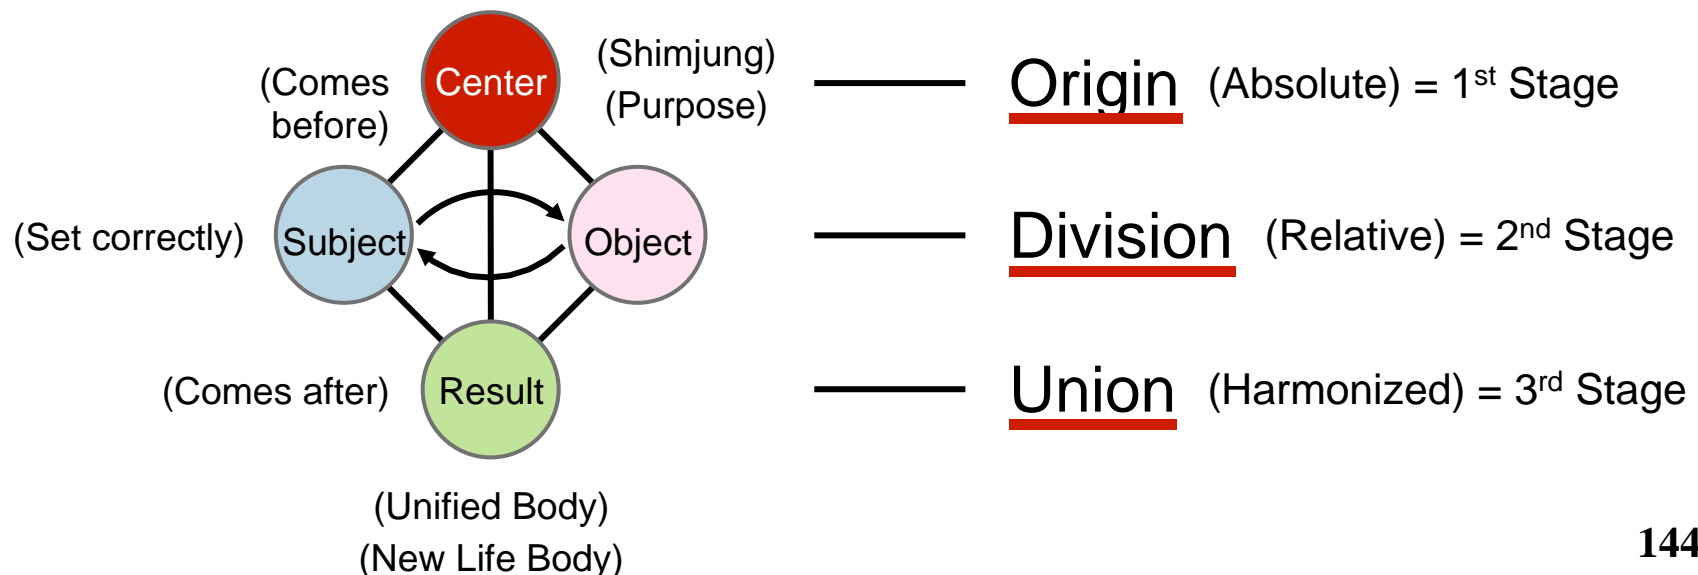 (Shimjung)
(Comes
before)
Center
(Purpose)
Origin (Absolute) = 1st Stage
(Set correctly)
Subject
Object
Division (Relative) = 2nd Stage
(Comes after)
Result
Union (Harmonized) = 3rd Stage
(Unified Body)
(New Life Body)
144